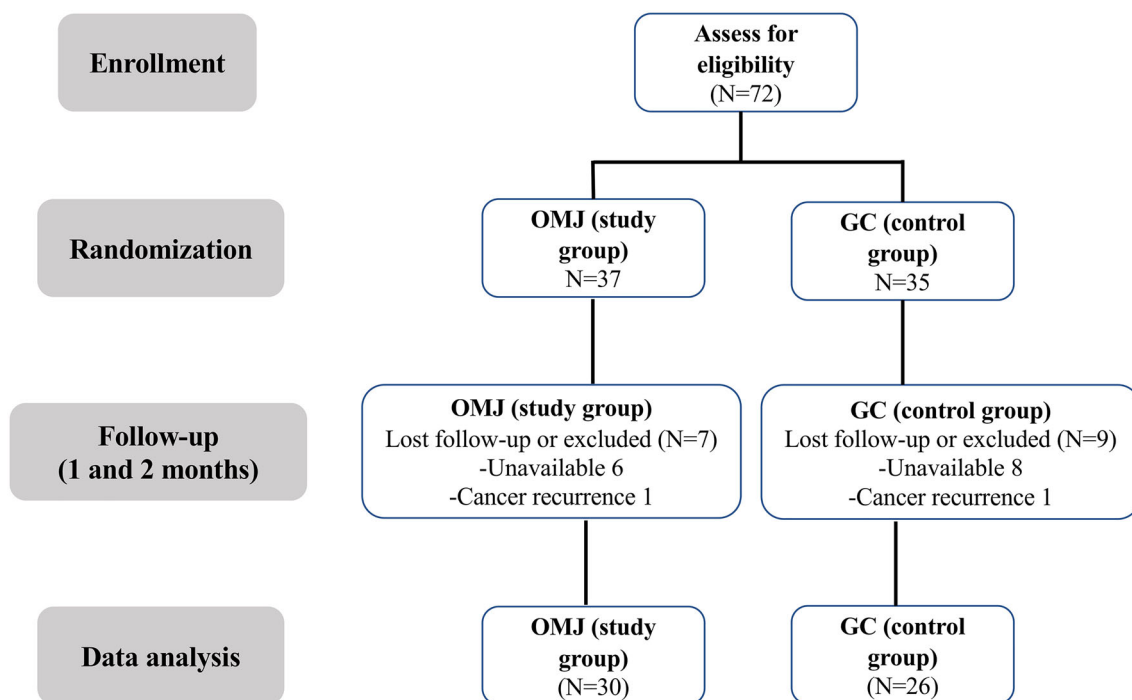 Enrollment
Assess for
eligibility
(N=72)
Randomization
OMJ (study
group)
N=37
GC (control
group)
N=35
Follow-up
(1 and 2 months)
OMJ (study group)
Lost follow-up or excluded (N=7)
-Unavailable 6
-Cancer recurrence 1
GC (control group)
Lost follow-up or excluded (N=9)
-Unavailable 8
-Cancer recurrence 1
Data analysis
OMJ (study
group)
(N=30)
GC (control
group)
(N=26)